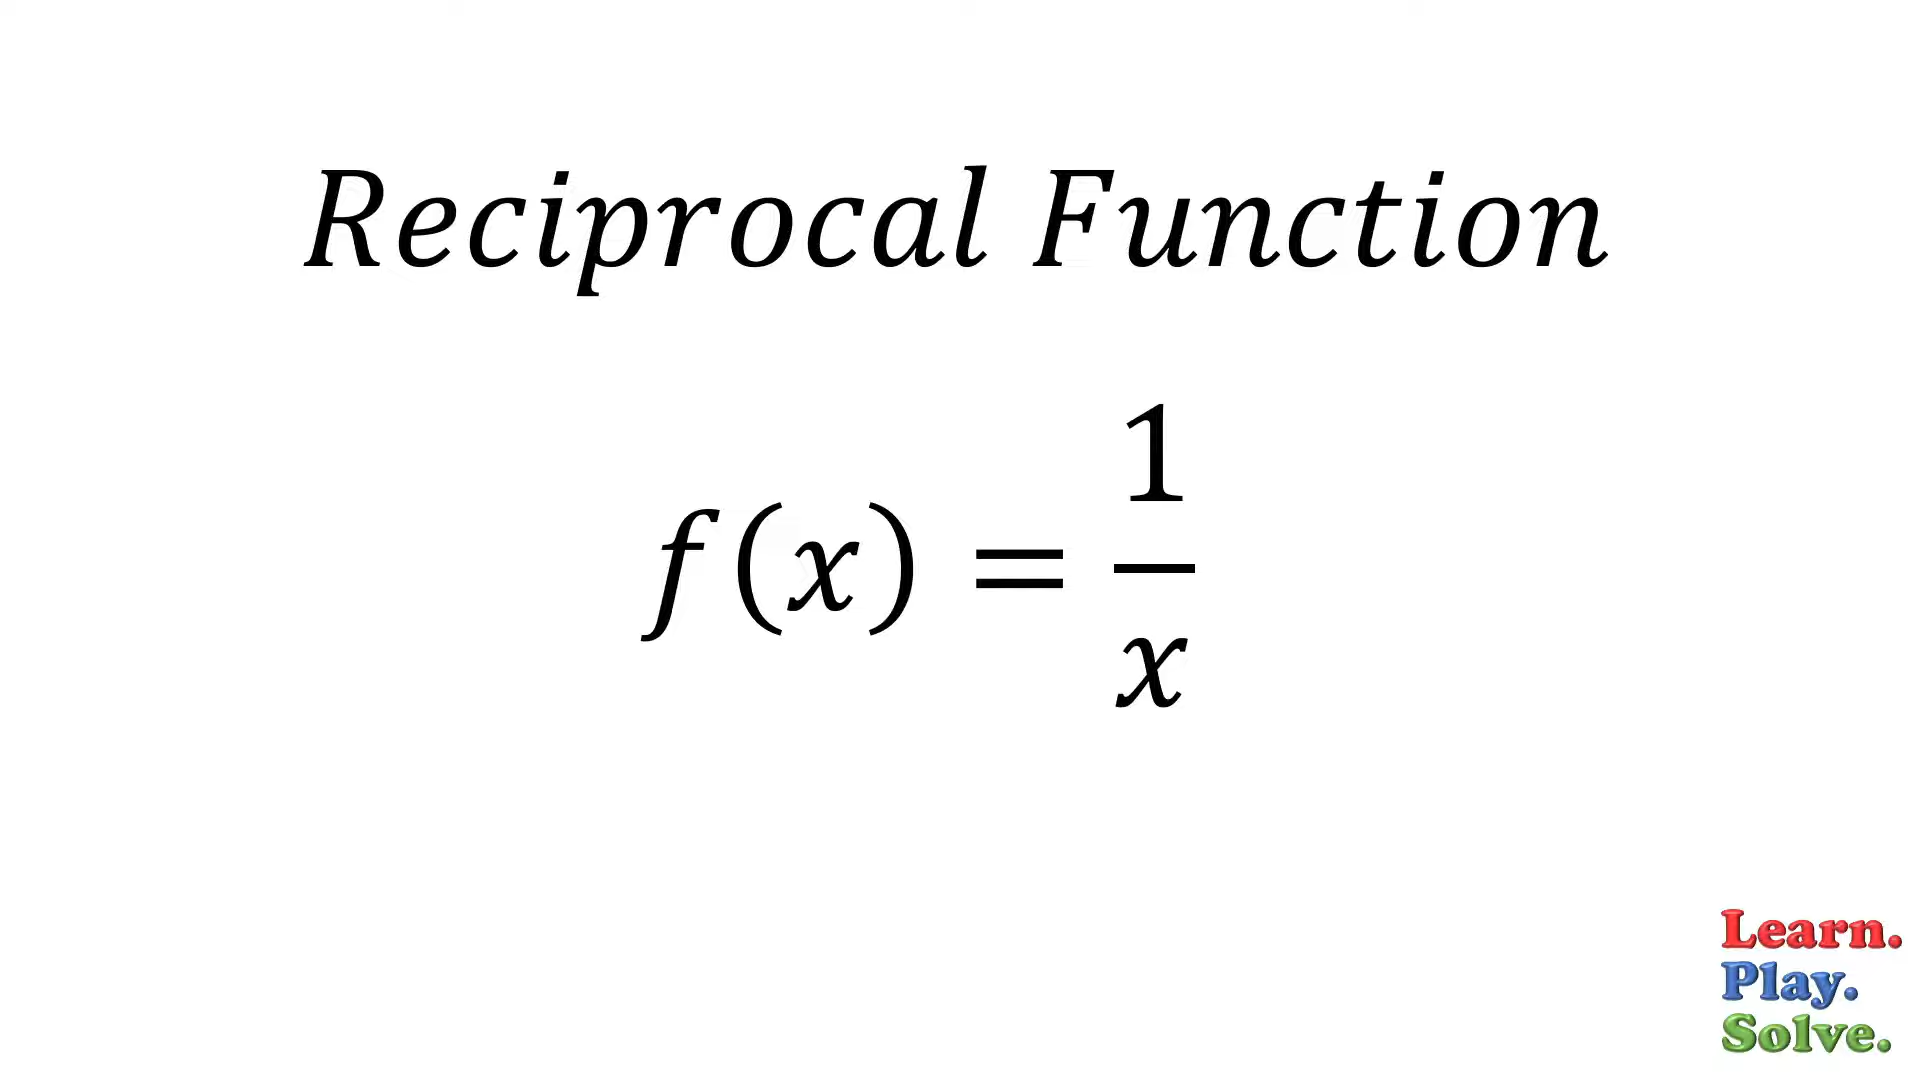 Reciprocal Function
f(x) = 1/x
Learn.
Play.
Solve.